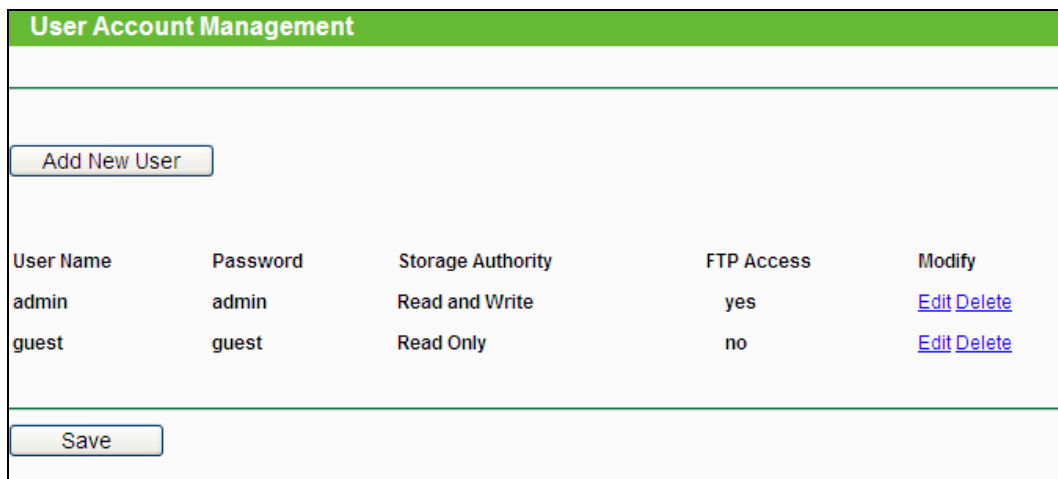 User Account Management
Add New User
User Name Password Storage Authority FTP Access Modify
admin admin Read and Write yes Edit Delete
guest guest Read Only no Edit Delete
Save